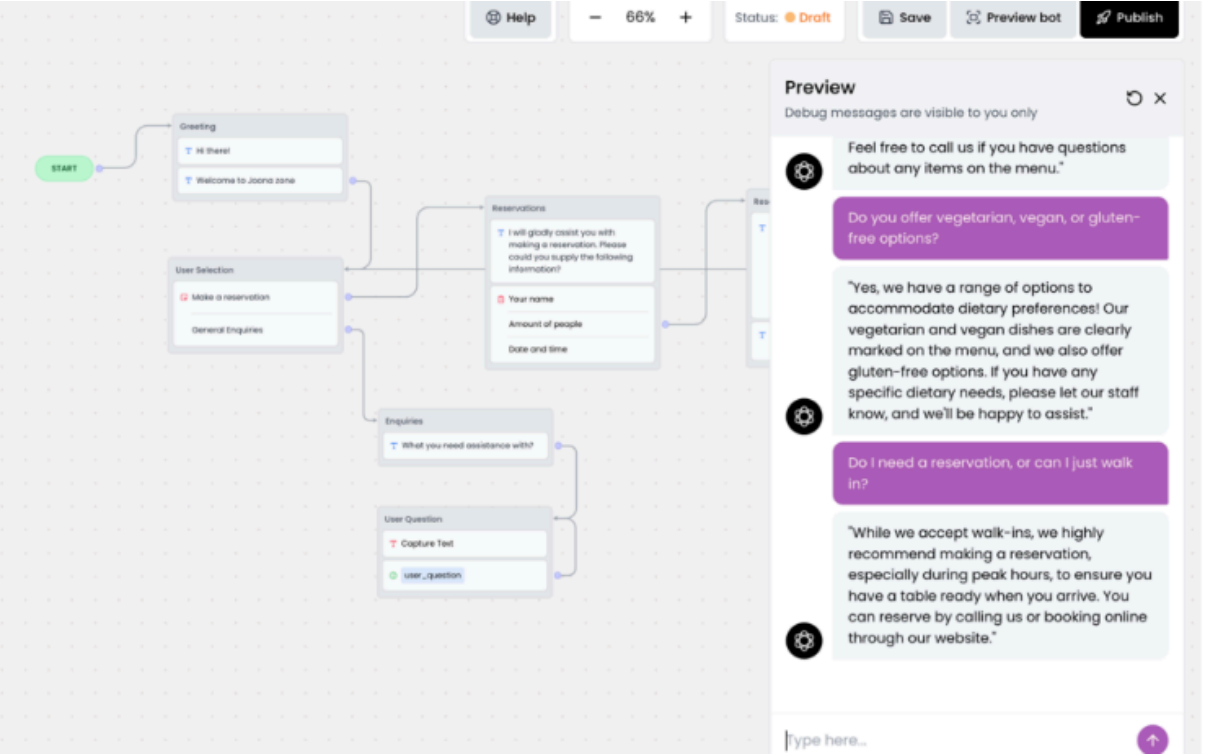 Help
66%
Status: Draft
Save
Preview bot
Publish
START
Greeting
Hi there!
Welcome to Joona zone
User Selection
Make a reservation
General Enquiries
Reservations
I will gladly assist you with
making a reservation. Please
could you supply the following
information?
Your name
Amount of people
Date and time
Res
Enquiries
What you need assistance with?
User Question
Capture Text
user_question
Preview
Debug messages are visible to you only
Feel free to call us if you have questions
about any items on the menu."
Do you offer vegetarian, vegan, or gluten-
free options?
"Yes, we have a range of options to
accommodate dietary preferences! Our
vegetarian and vegan dishes are clearly
marked on the menu, and we also offer
gluten-free options. If you have any
specific dietary needs, please let our staff
know, and we'll be happy to assist."
Do I need a reservation, or can I just walk
in?
"While we accept walk-ins, we highly
recommend making a reservation,
especially during peak hours, to ensure you
have a table ready when you arrive. You
can reserve by calling us or booking online
through our website."
Type here...